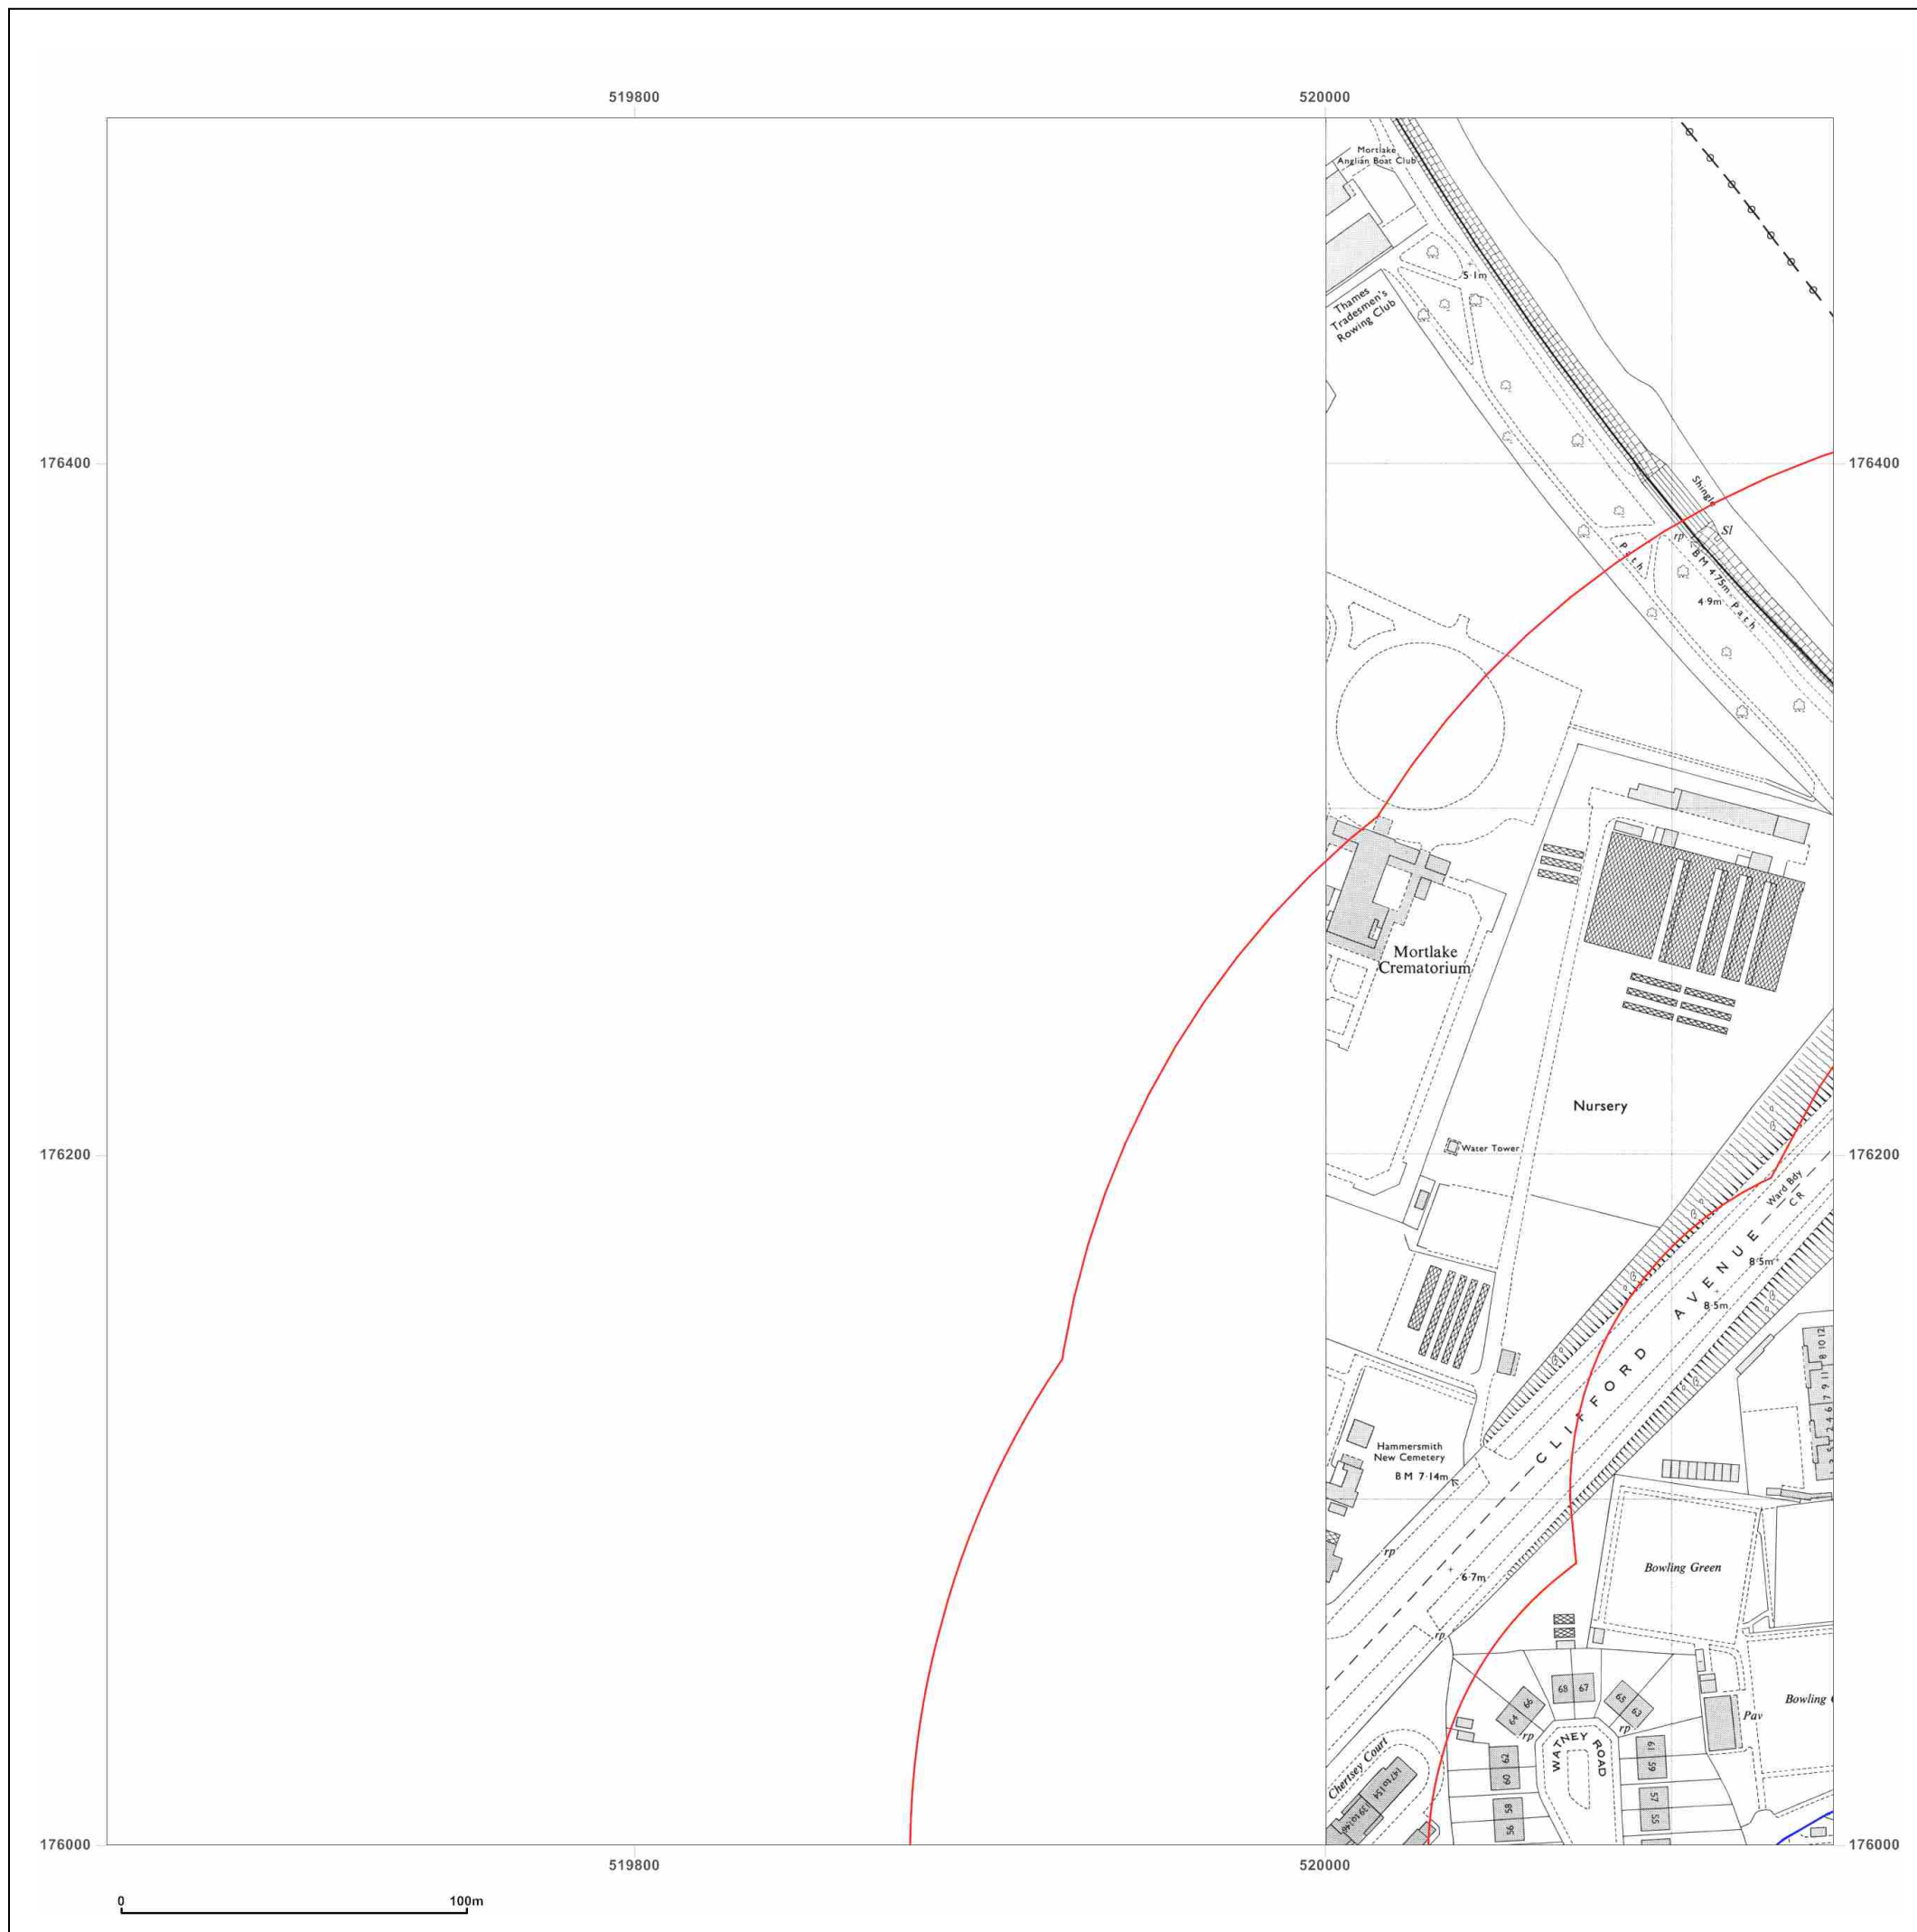 519800
520000
Mortlake
Anglian Boat Club
5·1m
Thames
Tradesmen's
Rowing Club
176400
176400
Shingle
Sl
rp
Path
BM 4·75m
Path
4·9m
Mortlake
Crematorium
Nursery
Water Tower
176200
176200
Ward Bdy
CR
CLIFFORD AVENUE
8·5m
8·5m
Hammersmith
New Cemetery
BM 7·14m
rp
6·7m
Bowling Green
rp
68
67
66
64
65
63
rp
rp
Bowling
Pav
WATNEY ROAD
62
60
61
59
57
55
Chertsey Court
147 to 154
176000
176000
519800
520000
0
100m